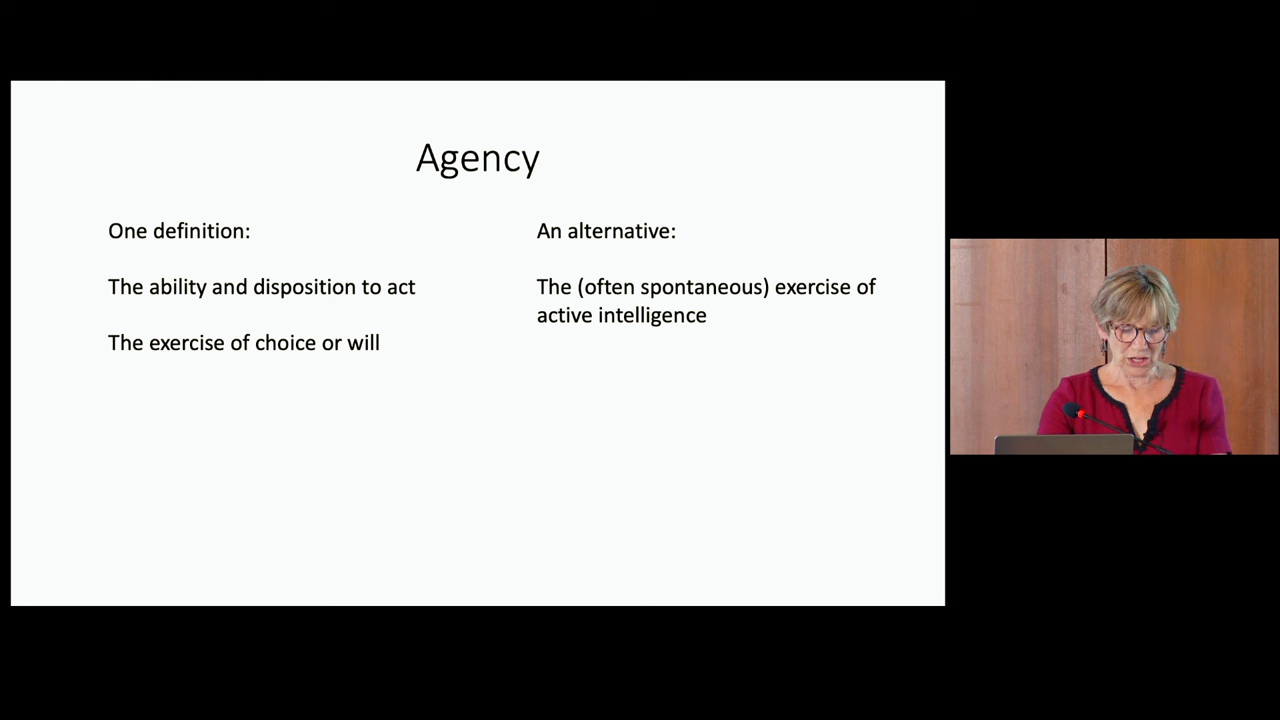 Agency
One definition:
The ability and disposition to act
The exercise of choice or will
An alternative:
The (often spontaneous) exercise of
active intelligence